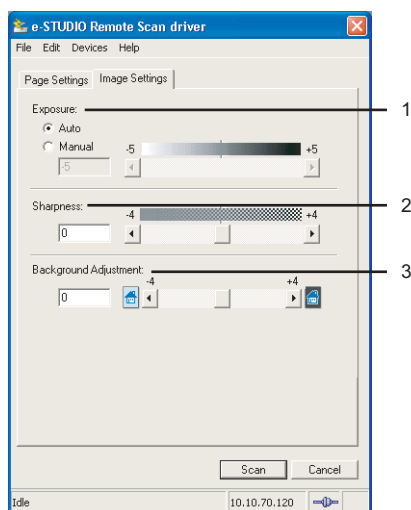 e-STUDIO Remote Scan driver
File Edit Devices Help
Page Settings Image Settings
Exposure: 1
Auto
Manual -5 +5
-5
Sharpness: 2
-4 +4
0
Background Adjustment: 3
-4 +4
0
Scan Cancel
Idle 10.10.70.120